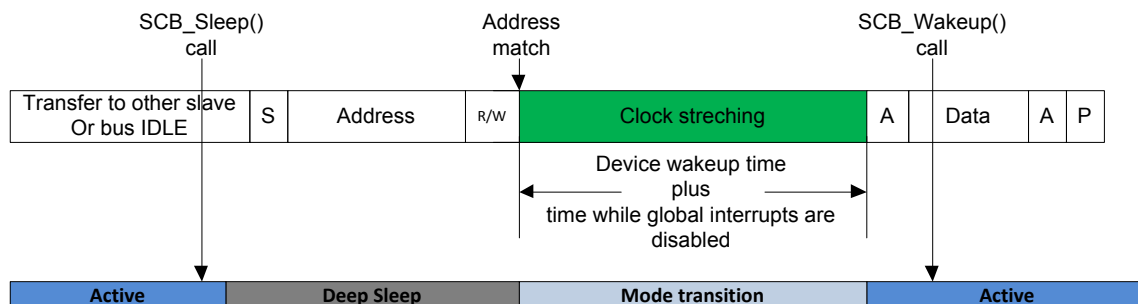 SCB_Sleep()
call
Address
match
SCB_Wakeup()
call
Transfer to other slave
Or bus IDLE
S
Address
R/W
Clock streching
A
Data
A
P
Device wakeup time
plus
time while global interrupts are
disabled
Active
Deep Sleep
Mode transition
Active